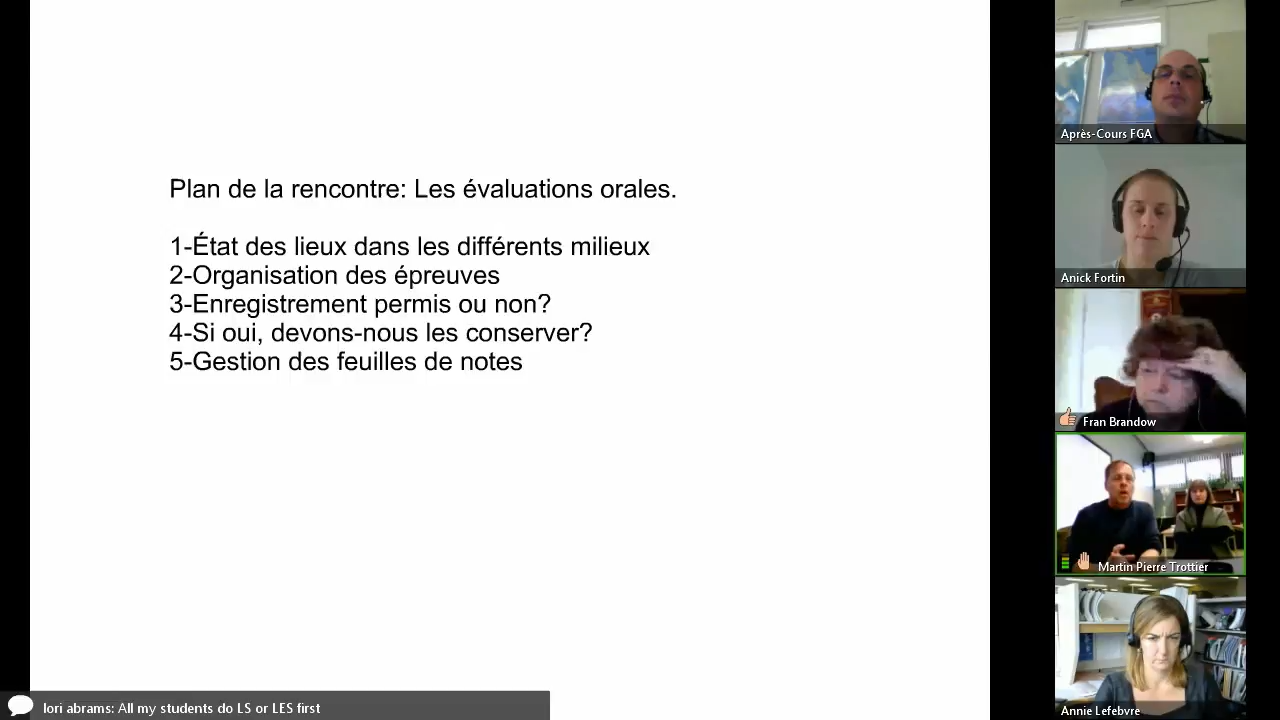 Plan de la rencontre: Les évaluations orales.
1-État des lieux dans les différents milieux
2-Organisation des épreuves
3-Enregistrement permis ou non?
4-Si oui, devons-nous les conserver?
5-Gestion des feuilles de notes
Après-Cours FGA
Anick Fortin
Fran Brandow
Martin Pierre Trottier
Annie Lefebvre
lori abrams: All my students do LS or LES first